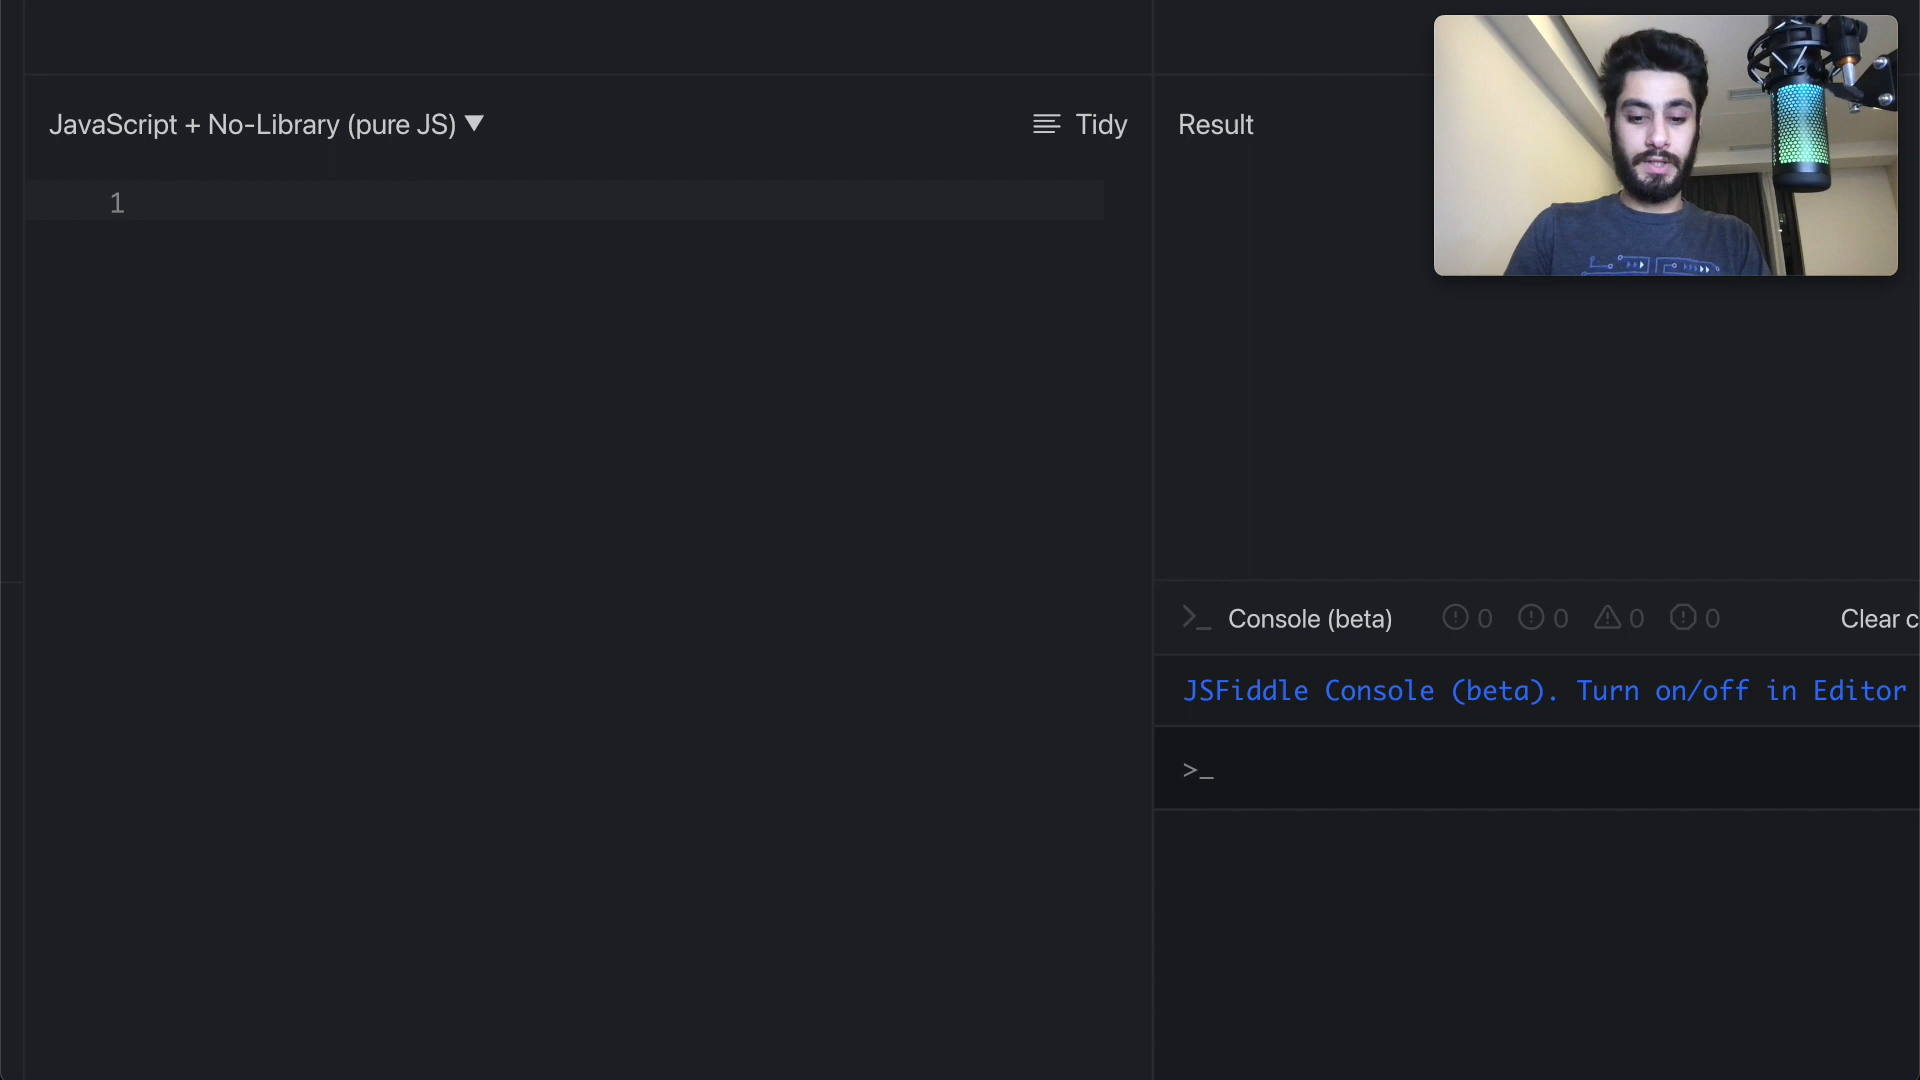 JavaScript + No-Library (pure JS) ▼
Tidy
Result
1
Console (beta)
0
0
0
0
Clear c
JSFiddle Console (beta). Turn on/off in Editor
>_